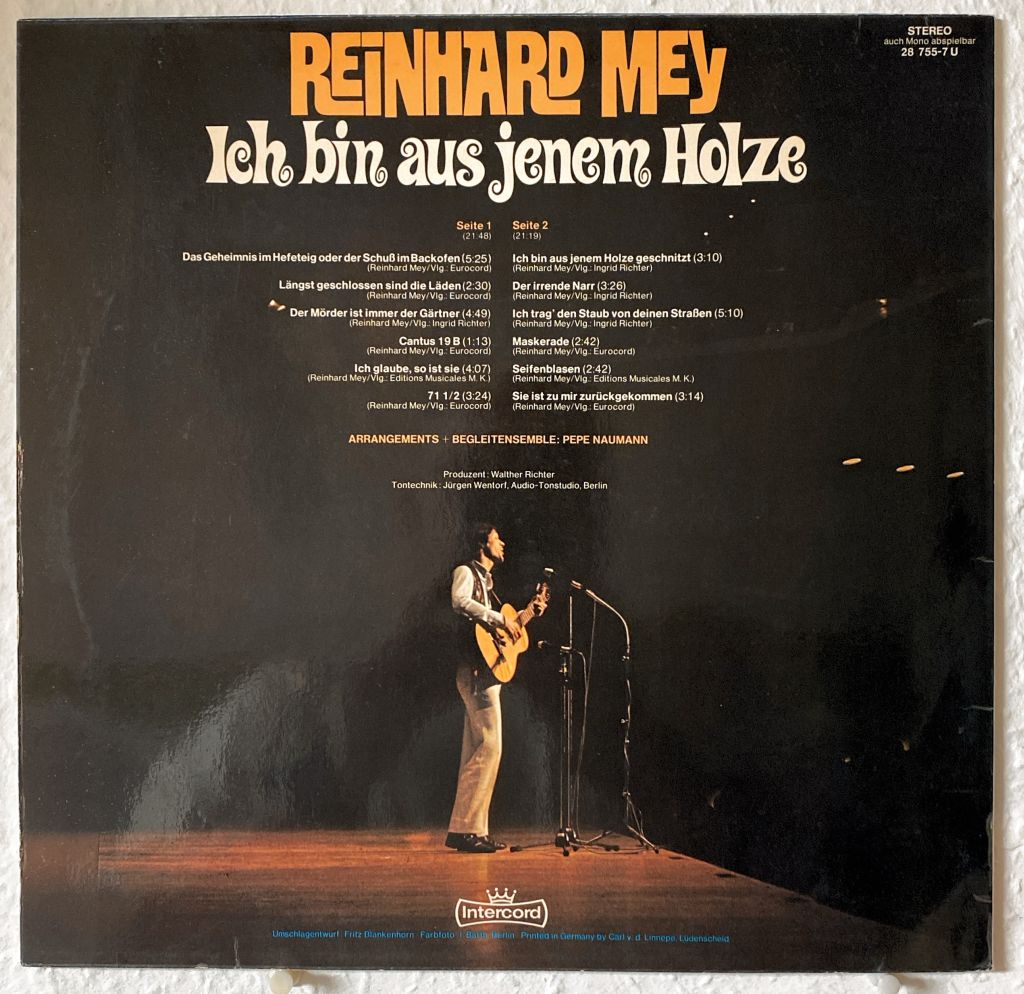 STEREO
auch Mono abspielbar
28 755-7 U
REINHARD MEY
Ich bin aus jenem Holze
Seite 1
(21:48)
Das Geheimnis im Hefeteig oder der Schuß im Backofen (5:25)
(Reinhard Mey/Vlg.: Eurocord)
Längst geschlossen sind die Läden (2:30)
(Reinhard Mey/Vlg.: Eurocord)
Der Mörder ist immer der Gärtner (4:49)
(Reinhard Mey/Vlg.: Ingrid Richter)
Cantus 19 B (1:13)
(Reinhard Mey/Vlg.: Eurocord)
Ich glaube, so ist sie (4:07)
(Reinhard Mey/Vlg.: Editions Musicales M. K.)
71 1/2 (3:24)
(Reinhard Mey/Vlg.: Eurocord)
Seite 2
(21:19)
Ich bin aus jenem Holze geschnitzt (3:10)
(Reinhard Mey/Vlg.: Ingrid Richter)
Der irrende Narr (3:26)
(Reinhard Mey/Vlg.: Ingrid Richter)
Ich trag' den Staub von deinen Straßen (5:10)
(Reinhard Mey/Vlg.: Ingrid Richter)
Maskerade (2:42)
(Reinhard Mey/Vlg.: Eurocord)
Seifenblasen (2:42)
(Reinhard Mey/Vlg.: Editions Musicales M. K.)
Sie ist zu mir zurückgekommen (3:14)
(Reinhard Mey/Vlg.: Eurocord)
ARRANGEMENTS + BEGLEITENSEMBLE: PEPE NAUMANN
Produzent: Walther Richter
Tontechnik: Jürgen Wentorf, Audio-Tonstudio, Berlin
Intercord
Umschlagentwurf: Fritz Blankenhorn Farbfoto: Berlin Printed in Germany by Carl v. d. Linnepe, Lüdenscheid